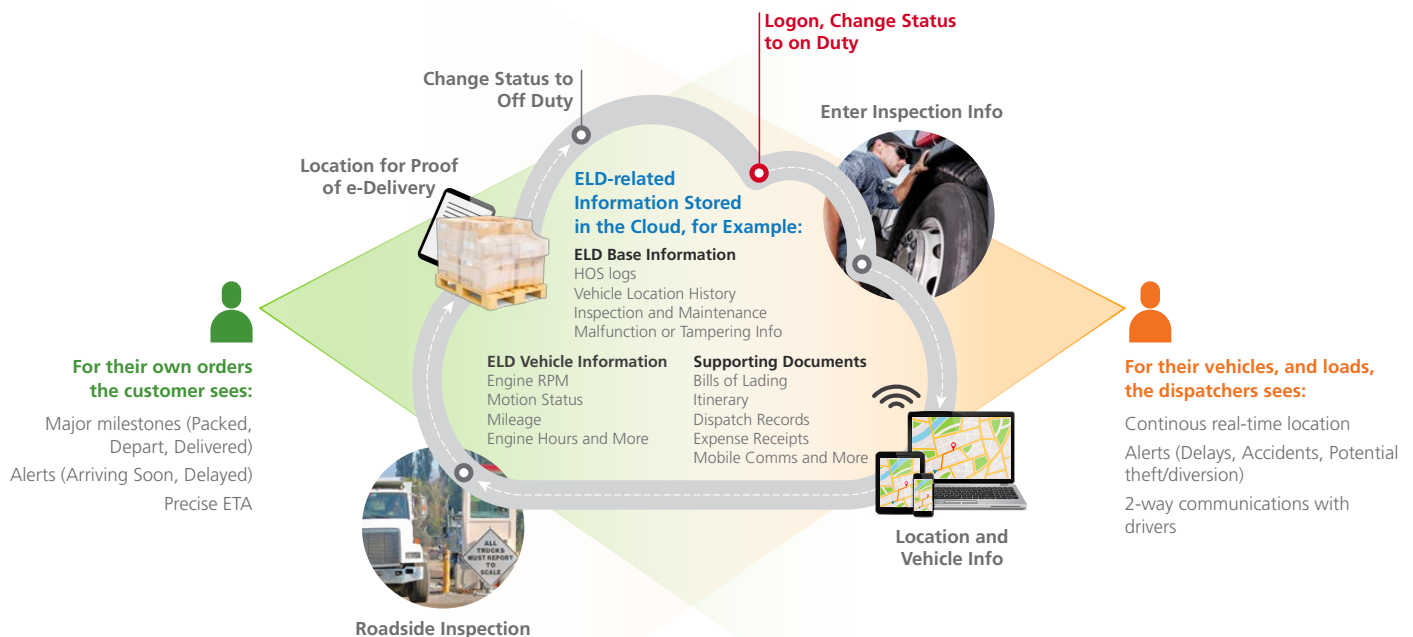 Logon, Change Status
to on Duty
Change Status to
Off Duty
Enter Inspection Info
Location for Proof
of e-Delivery
ELD-related
Information Stored
in the Cloud, for Example:
ELD Base Information
HOS logs
Vehicle Location History
Inspection and Maintenance
Malfunction or Tampering Info
ELD Vehicle Information
Engine RPM
Motion Status
Mileage
Engine Hours and More
Supporting Documents
Bills of Lading
Itinerary
Dispatch Records
Expense Receipts
Mobile Comms and More
For their own orders
the customer sees:
Major milestones (Packed,
Depart, Delivered)
Alerts (Arriving Soon, Delayed)
Precise ETA
For their vehicles, and loads,
the dispatchers sees:
Continous real-time location
Alerts (Delays, Accidents, Potential
theft/diversion)
2-way communications with
drivers
Location and
Vehicle Info
ALL
TRUCKS
MUST REPORT
TO
SCALE
Roadside Inspection